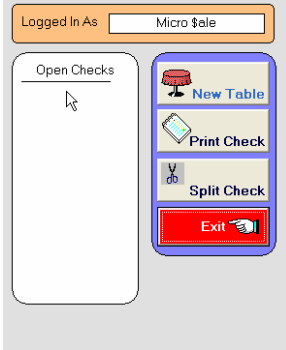 Logged In As
Micro $ale
Open Checks
New Table
Print Check
Split Check
Exit